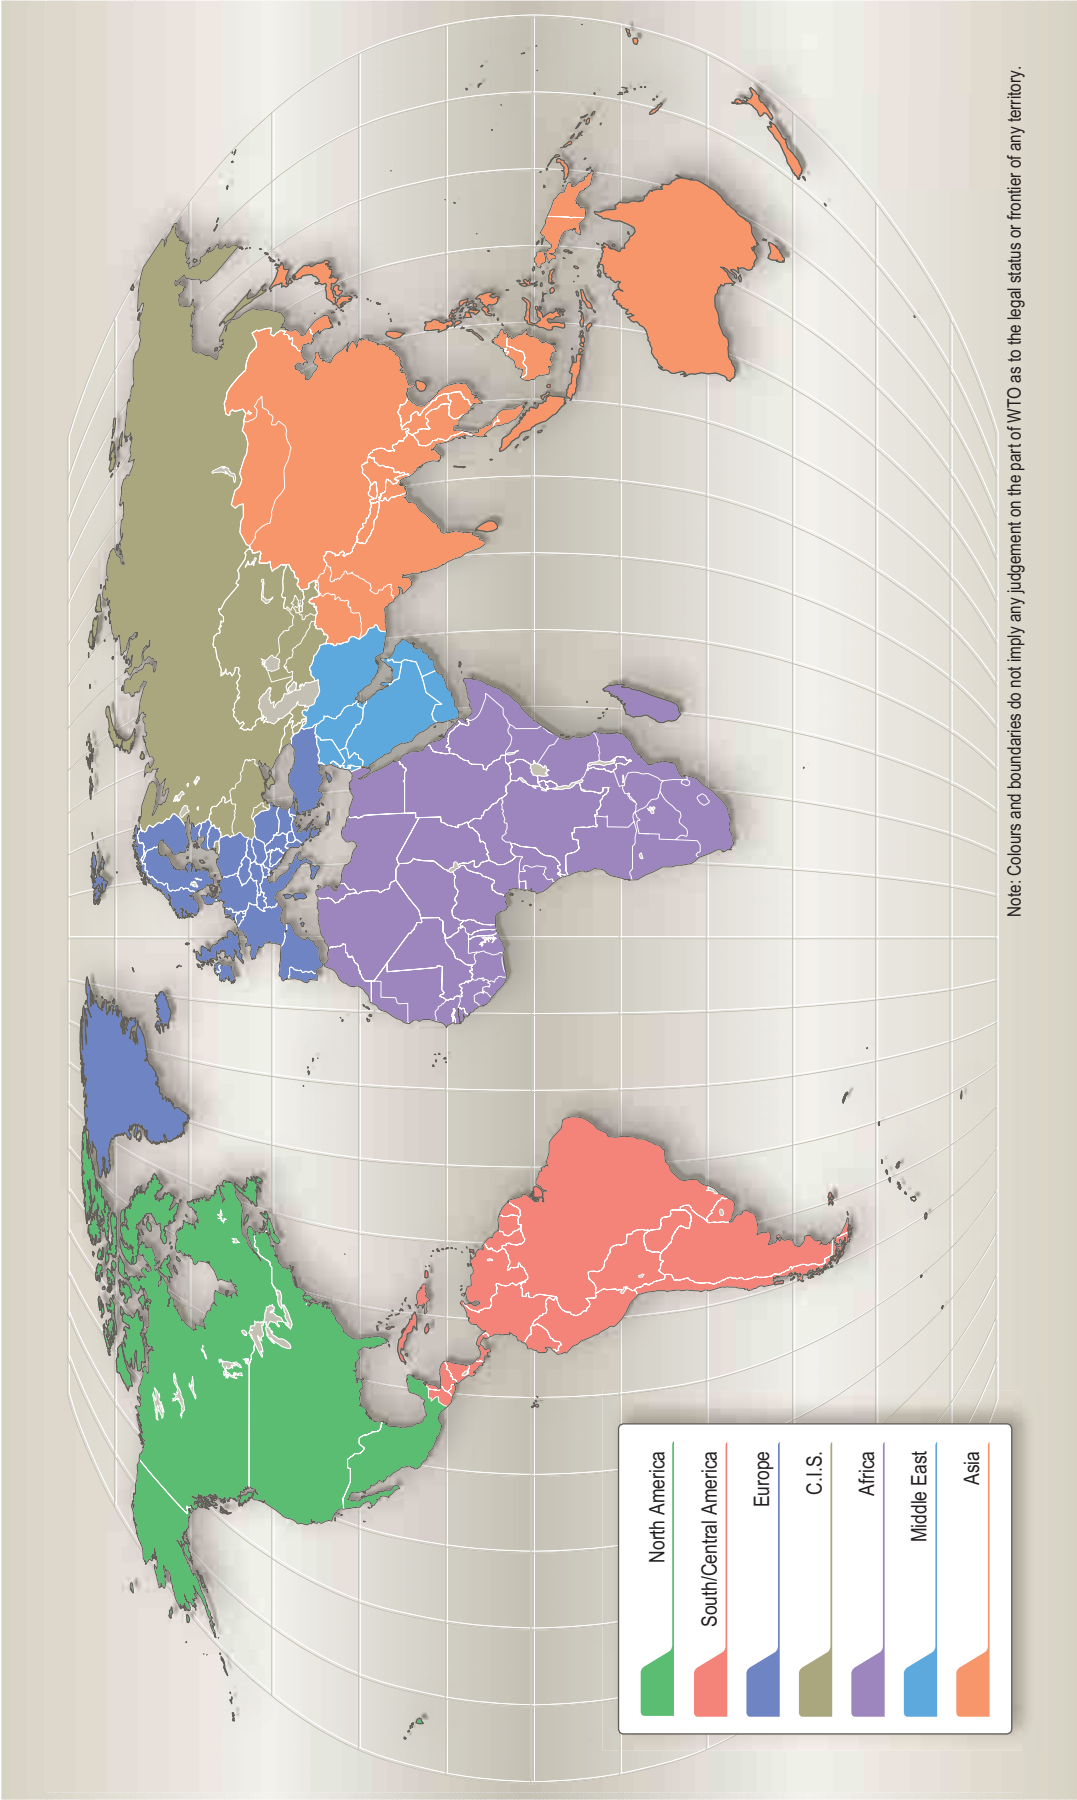 North America
South/Central America
Europe
C.I.S.
Africa
Middle East
Asia
Note: Colours and boundaries do not imply any judgement on the part of WTO as to the legal status or frontier of any territory.